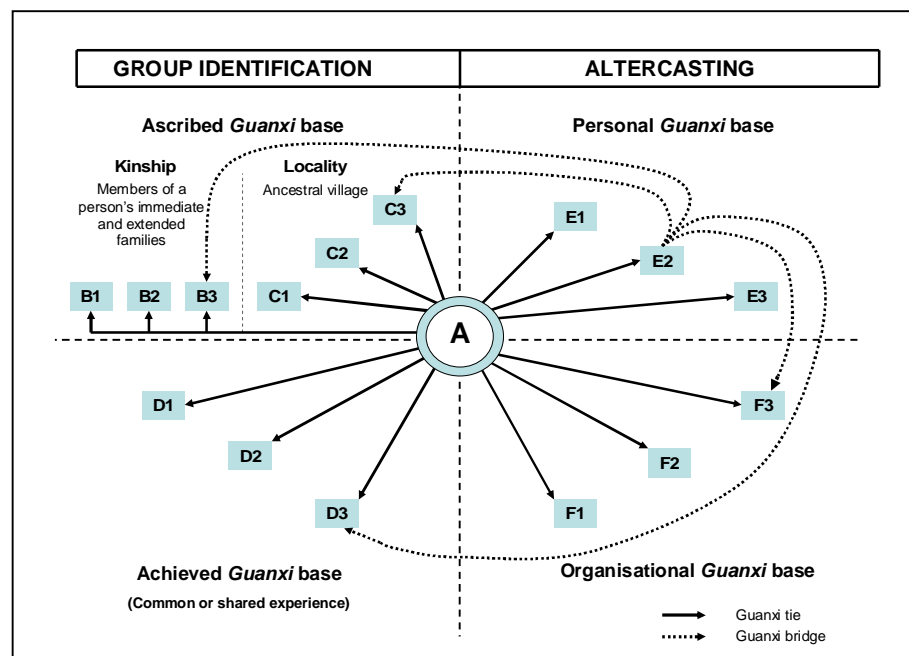 GROUP IDENTIFICATION
ALTERCASTING
Ascribed Guanxi base
Personal Guanxi base
Kinship
Members of a
person's immediate
and extended
families
Locality
Ancestral village
C3
E1
C2
E2
B1
B2
B3
C1
E3
A
D1
F3
D2
F2
D3
F1
Achieved Guanxi base
(Common or shared experience)
Organisational Guanxi base
Guanxi tie
Guanxi bridge